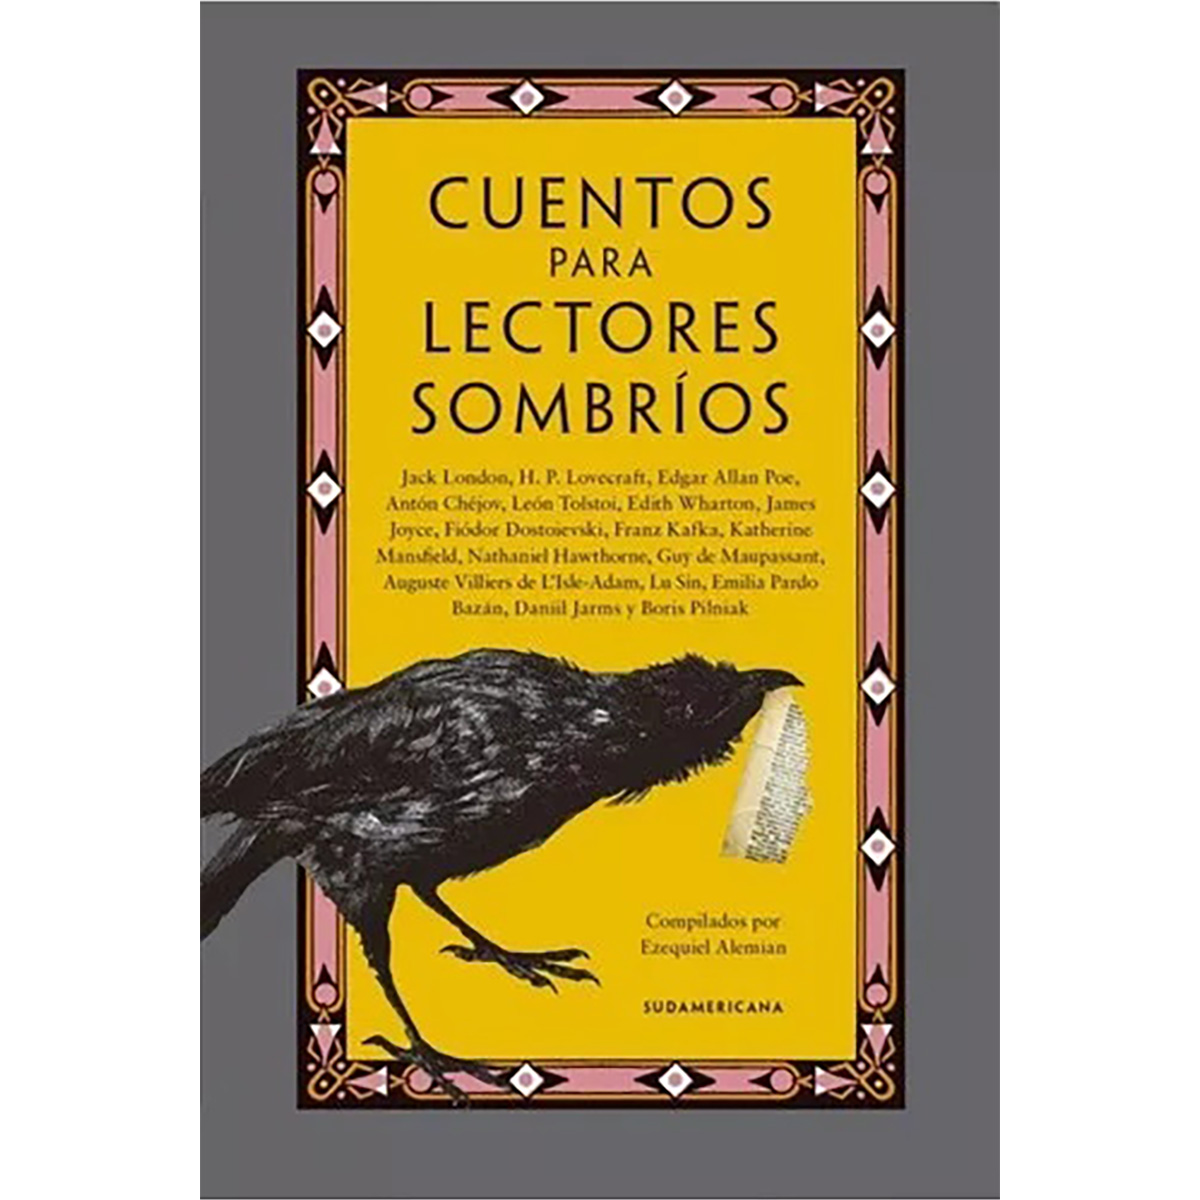 CUENTOS
PARA
LECTORES
SOMBRÍOS
Jack London, H. P. Lovecraft, Edgar Allan Poe,
Antón Chéjov, León Tolstoi, Edith Wharton, James
Joyce, Fiódor Dostoievski, Franz Kafka, Katherine
Mansfield, Nathaniel Hawthorne, Guy de Maupassant,
Auguste Villiers de L'Isle-Adam, Lu Sin, Emilia Pardo
Bazán, Daniil Jarms y Boris Pilniak
Compilados por
Ezequiel Alemian
SUDAMERICANA